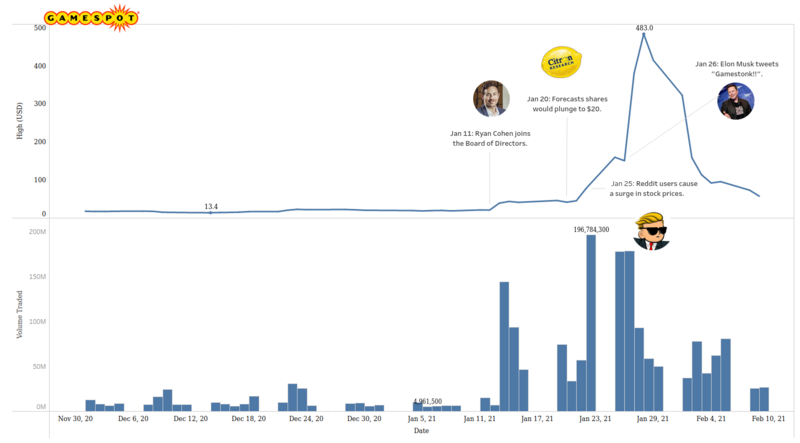 GAMESPOT
500
400
300
200
100
0
High (USD)
13.4
483.0
Jan 11: Ryan Cohen joins
the Board of Directors.
Citron
RESEARCH
Jan 20: Forecasts shares
would plunge to $20.
Jan 26: Elon Musk tweets
"Gamestonk!!".
Jan 25: Reddit users cause
a surge in stock prices.
200M
150M
100M
50M
0M
Volume Traded
4,961,500
196,784,300
Nov 30, 20
Dec 6, 20
Dec 12, 20
Dec 18, 20
Dec 24, 20
Dec 30, 20
Jan 5, 21
Jan 11, 21
Jan 17, 21
Jan 23, 21
Jan 29, 21
Feb 4, 21
Feb 10, 21
Date